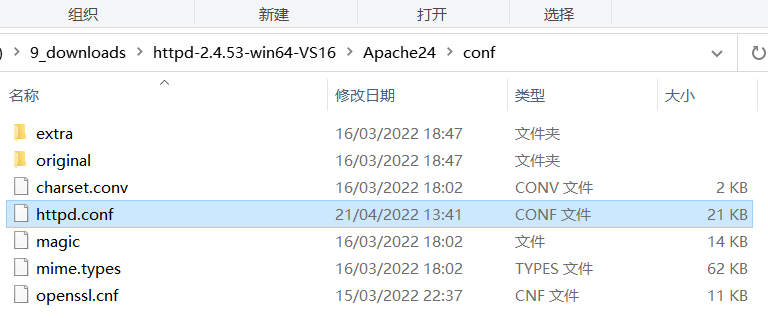 组织 新建 打开 选择
) > 9_downloads > httpd-2.4.53-win64-VS16 > Apache24 > conf
名称 修改日期 类型 大小
extra 16/03/2022 18:47 文件夹
original 16/03/2022 18:47 文件夹
charset.conv 16/03/2022 18:02 CONV 文件 2 KB
httpd.conf 21/04/2022 13:41 CONF 文件 21 KB
magic 16/03/2022 18:02 文件 14 KB
mime.types 16/03/2022 18:02 TYPES 文件 62 KB
openssl.cnf 15/03/2022 22:37 CNF 文件 11 KB